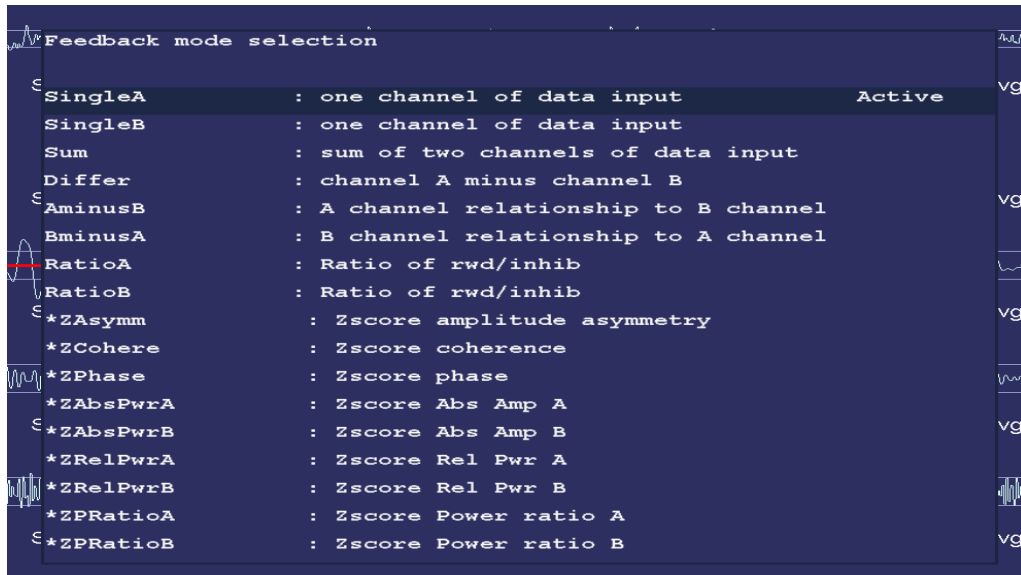 Feedback mode selection
SingleA : one channel of data input Active
SingleB : one channel of data input
Sum : sum of two channels of data input
Differ : channel A minus channel B
AminusB : A channel relationship to B channel
BminusA : B channel relationship to A channel
RatioA : Ratio of rwd/inhib
RatioB : Ratio of rwd/inhib
*ZAsymm : Zscore amplitude asymmetry
*ZCohere : Zscore coherence
*ZPhase : Zscore phase
*ZAbsPwrA : Zscore Abs Amp A
*ZAbsPwrB : Zscore Abs Amp B
*ZRelPwrA : Zscore Rel Pwr A
*ZRelPwrB : Zscore Rel Pwr B
*ZPRatioA : Zscore Power ratio A
*ZPRatioB : Zscore Power ratio B